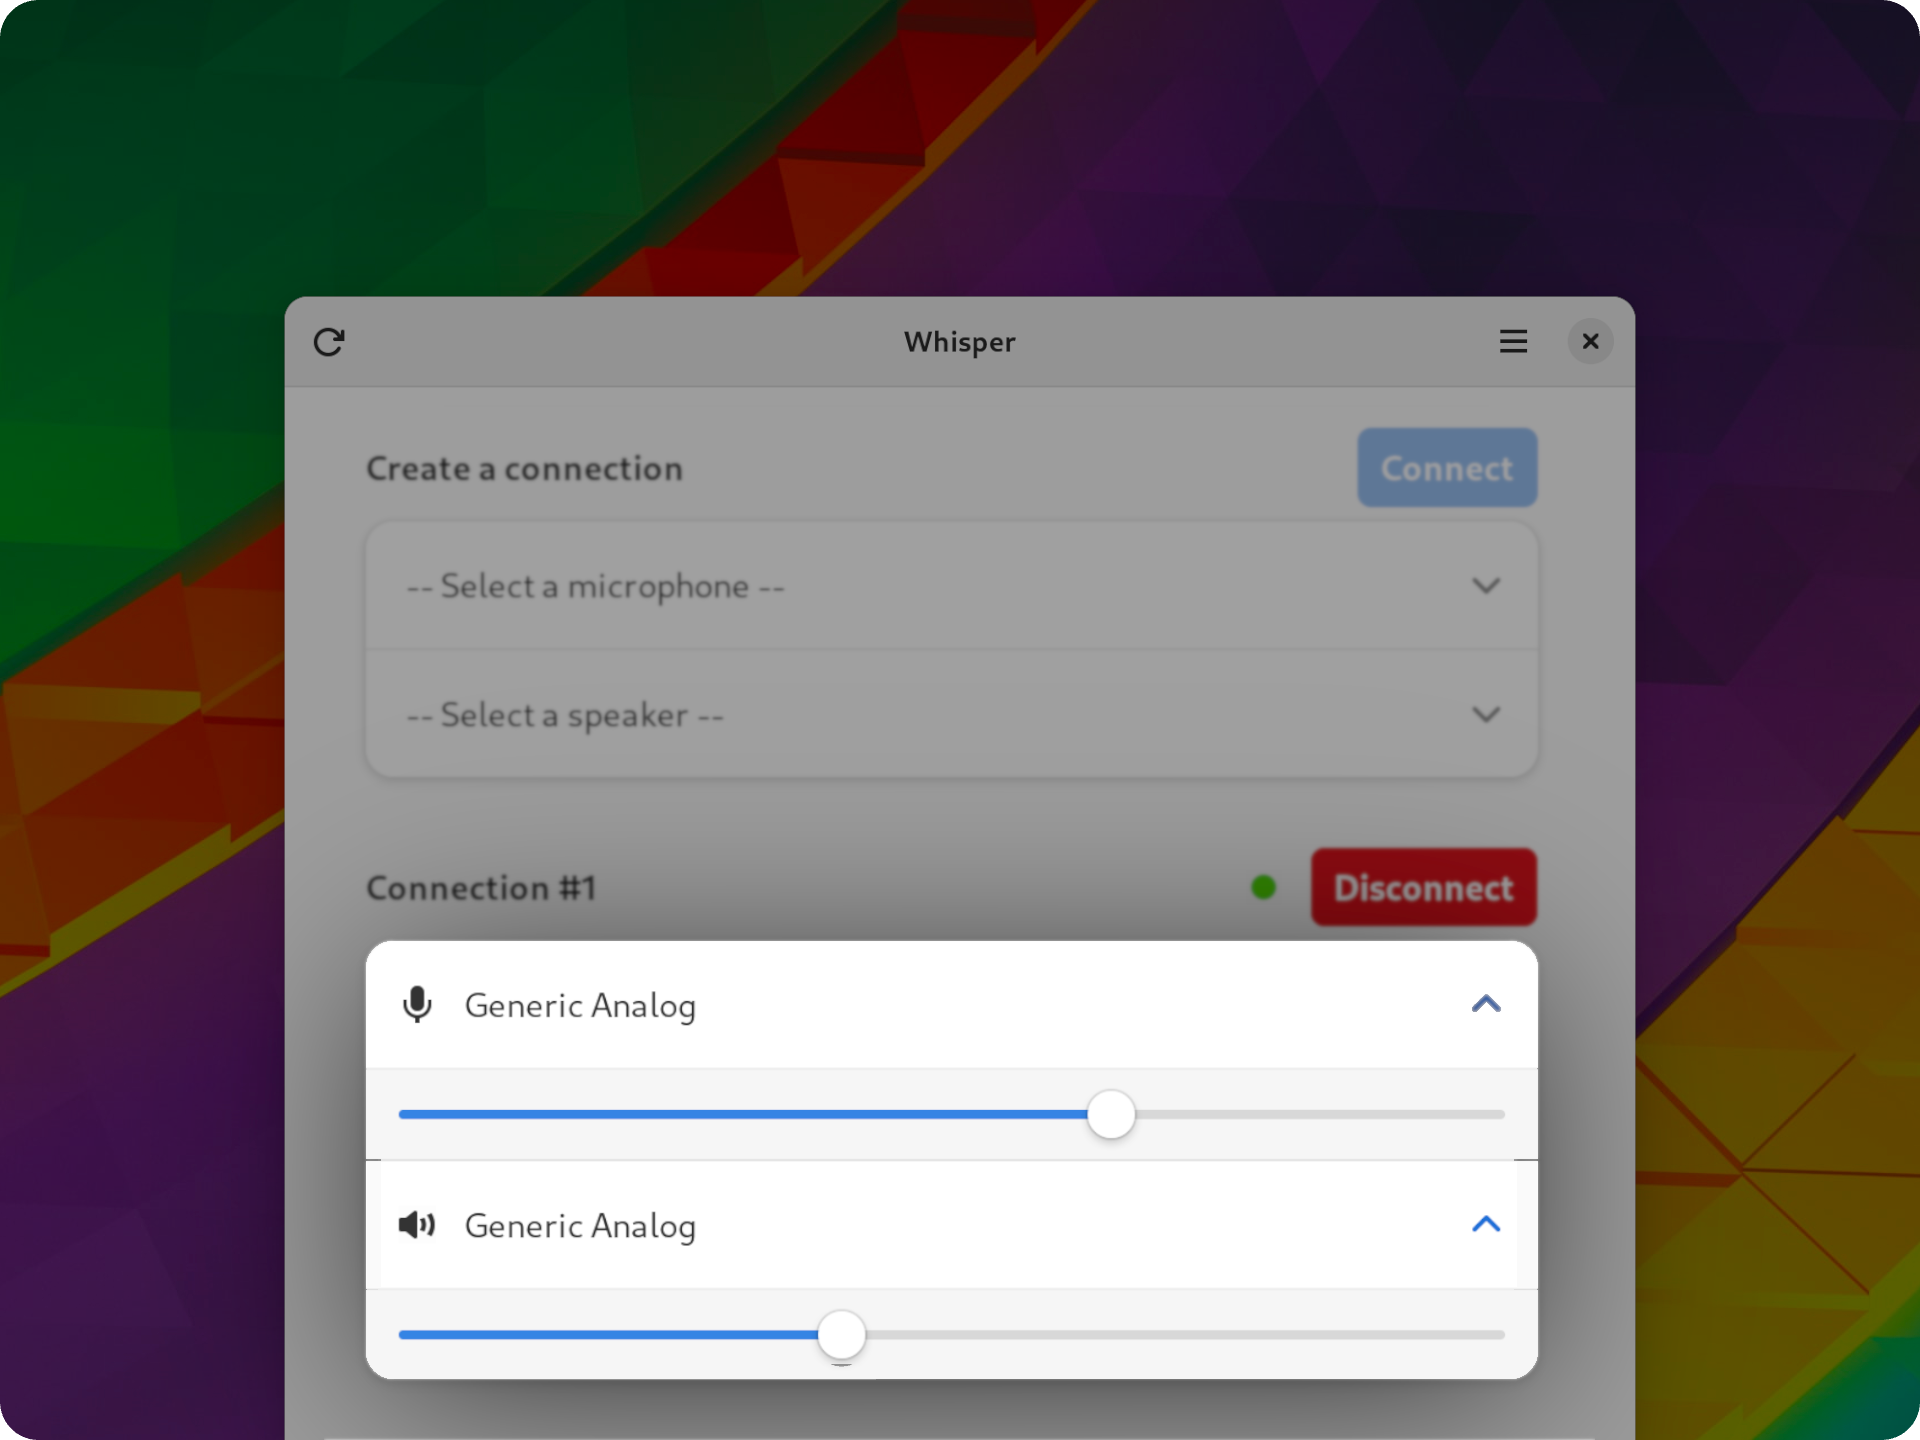 Whisper
Create a connection
Connect
-- Select a microphone --
-- Select a speaker --
Connection #1
Disconnect
Generic Analog
Generic Analog